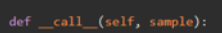 def __call__(self, sample):